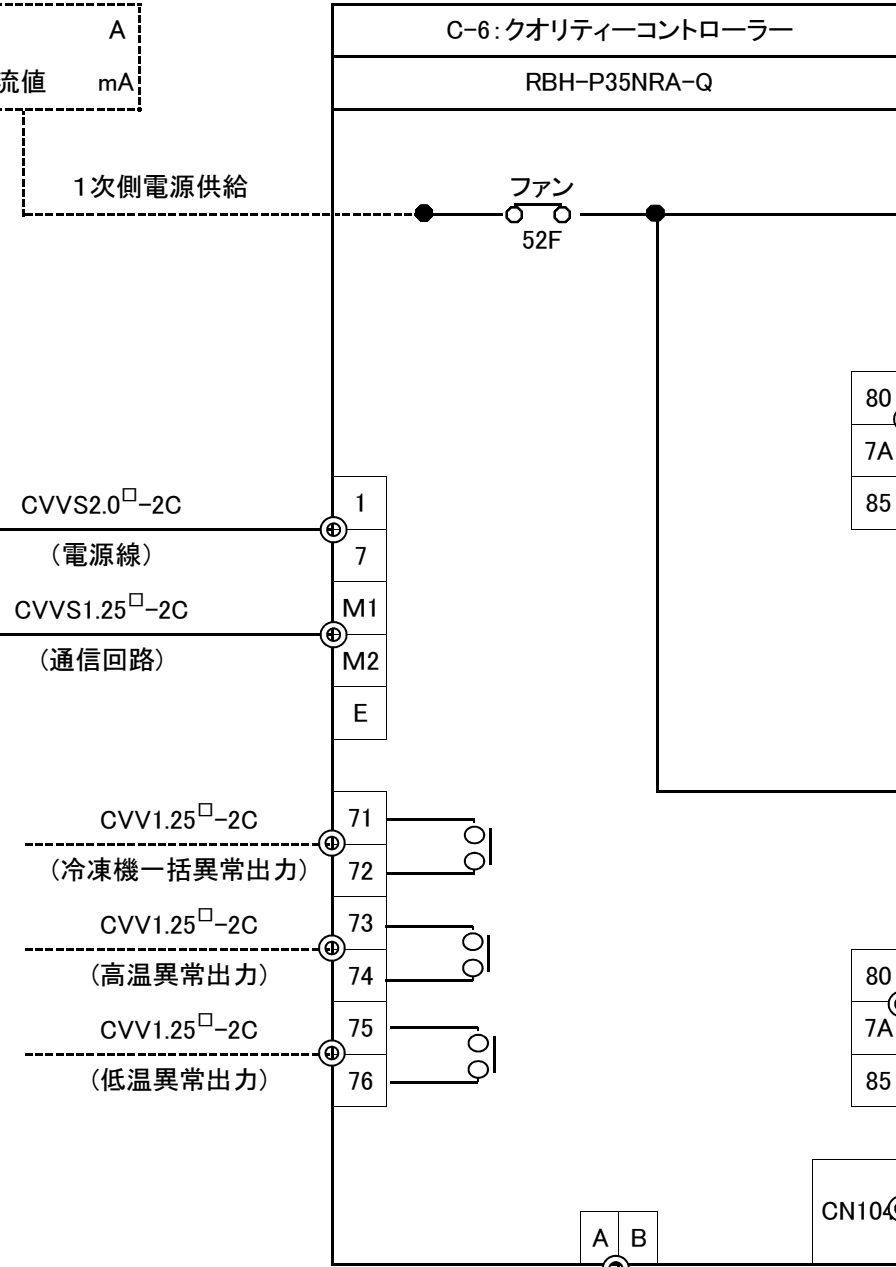 A
流値 mA
C-6:クオリティーコントローラー
RBH-P35NRA-Q
1次側電源供給
ファン
52F
80
7A
85
CVVS2.0□-2C
(電源線)
1
7
CVVS1.25□-2C
(通信回路)
M1
M2
E
CVV1.25□-2C
(冷凍機一括異常出力)
71
72
CVV1.25□-2C
(高温異常出力)
73
74
CVV1.25□-2C
(低温異常出力)
75
76
80
7A
85
CN104
A B